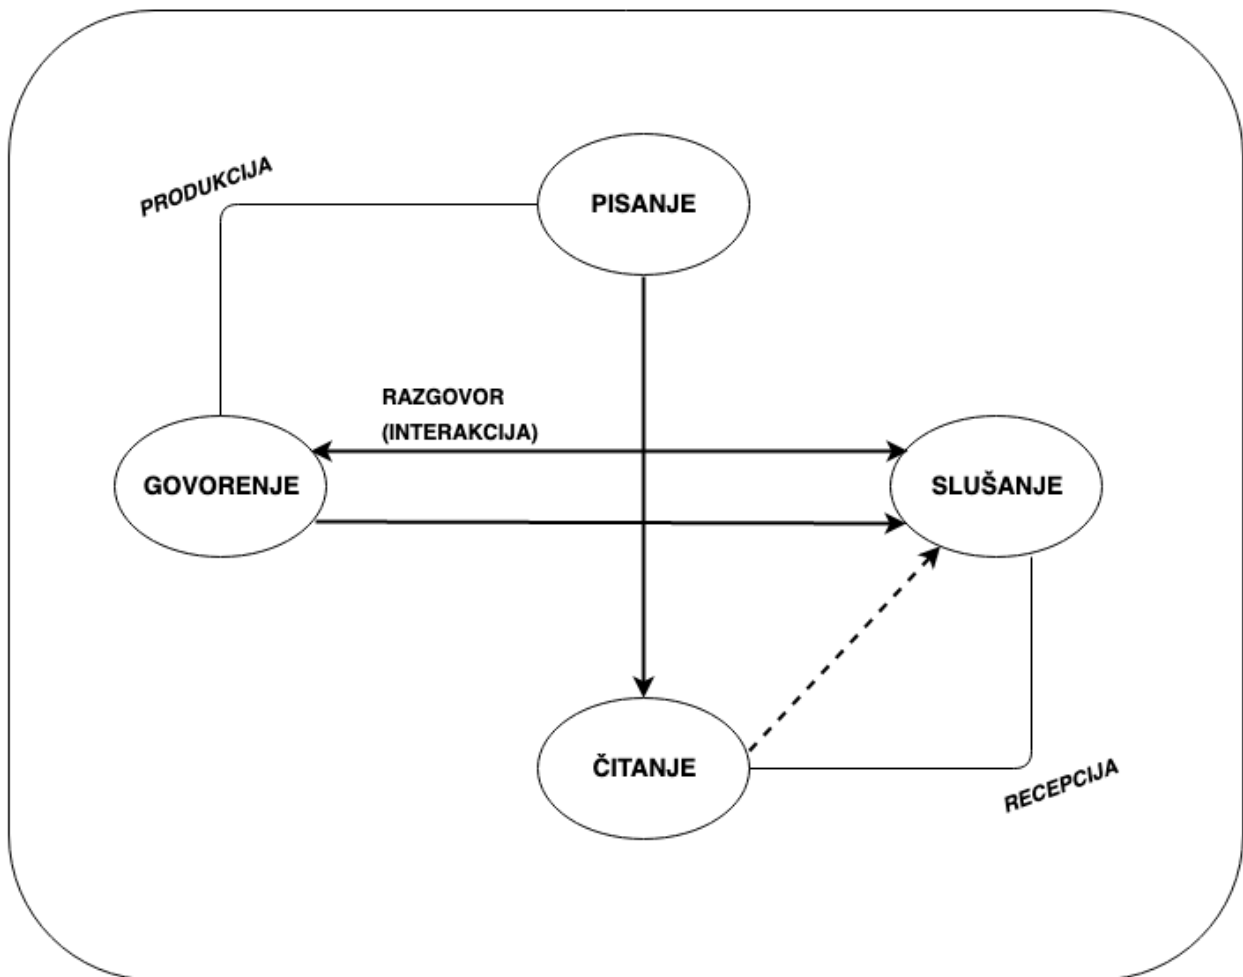 PRODUKCIJA
PISANJE
RAZGOVOR
(INTERAKCIJA)
GOVORENJE
SLUŠANJE
ČITANJE
RECEPCIJA